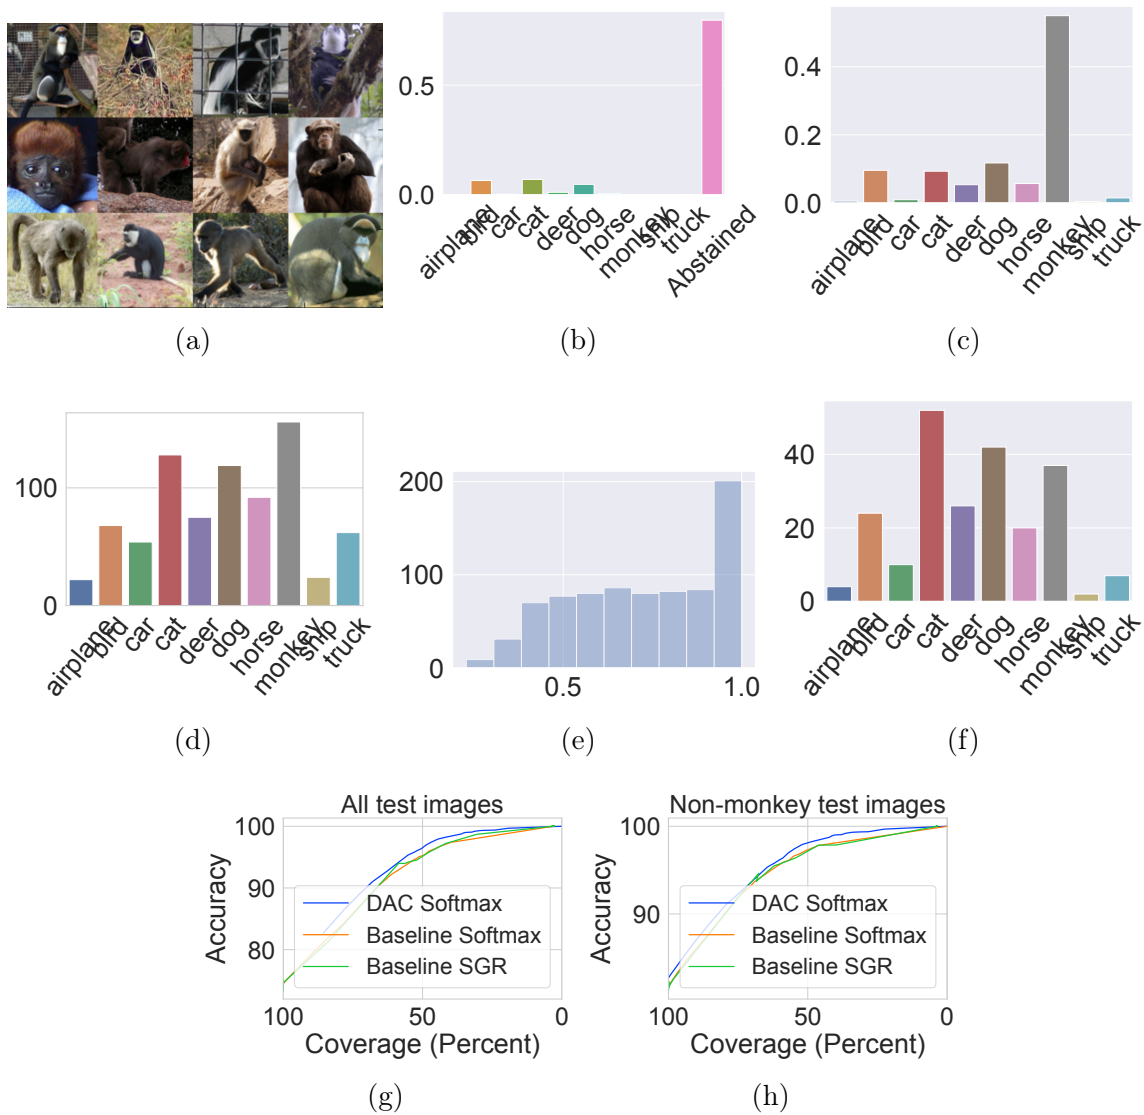 0.5
0.0
airplane
bird
car
cat
deer
dog
horse
monkey
ship
truck
Abstained
0.4
0.2
0.0
airplane
bird
car
cat
deer
dog
horse
monkey
ship
truck
(a)
(b)
(c)
100
0
airplane
bird
car
cat
deer
dog
horse
monkey
ship
truck
200
100
0
0.5
1.0
40
20
0
airplane
bird
car
cat
deer
dog
horse
monkey
ship
truck
(d)
(e)
(f)
All test images
100
90
80
Accuracy
DAC Softmax
Baseline Softmax
Baseline SGR
100
50
0
Coverage (Percent)
Non-monkey test images
100
90
Accuracy
DAC Softmax
Baseline Softmax
Baseline SGR
100
50
0
Coverage (Percent)
(g)
(h)